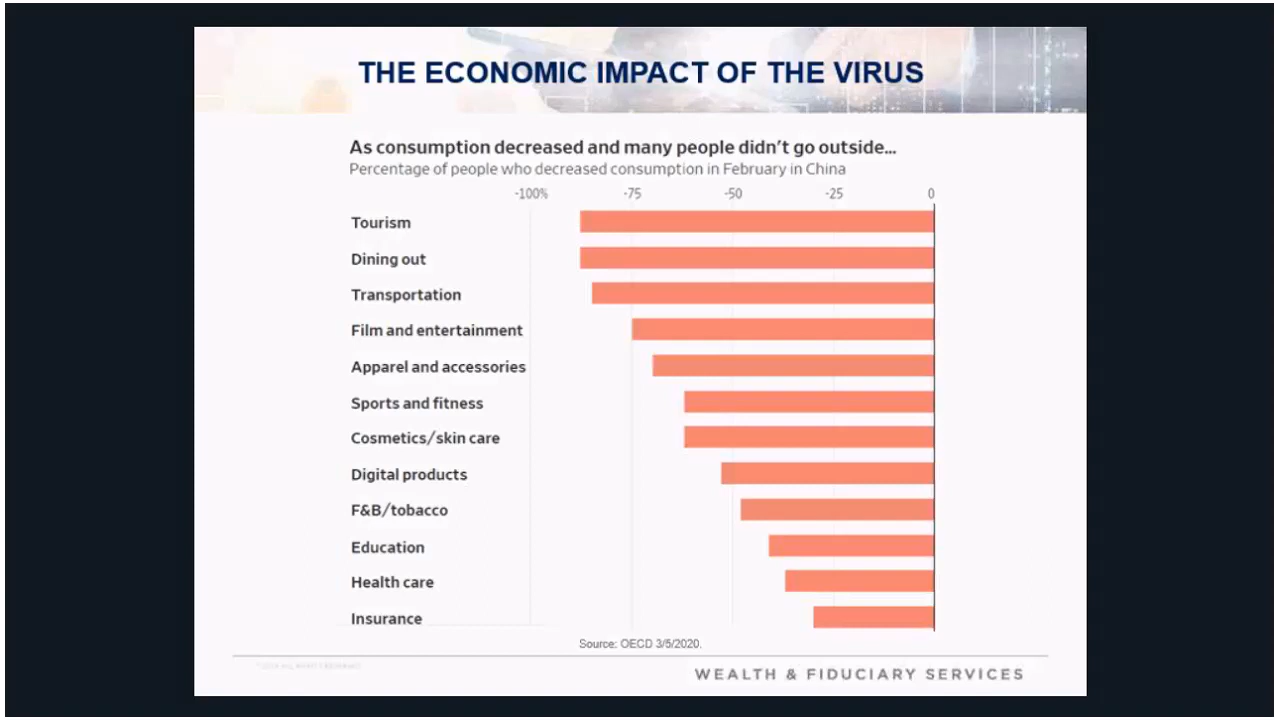 THE ECONOMIC IMPACT OF THE VIRUS
As consumption decreased and many people didn't go outside...
Percentage of people who decreased consumption in February in China
-100% -75 -50 -25 0
Tourism
Dining out
Transportation
Film and entertainment
Apparel and accessories
Sports and fitness
Cosmetics/skin care
Digital products
F&B/tobacco
Education
Health care
Insurance
Source: OECD 3/5/2020.
WEALTH & FIDUCIARY SERVICES